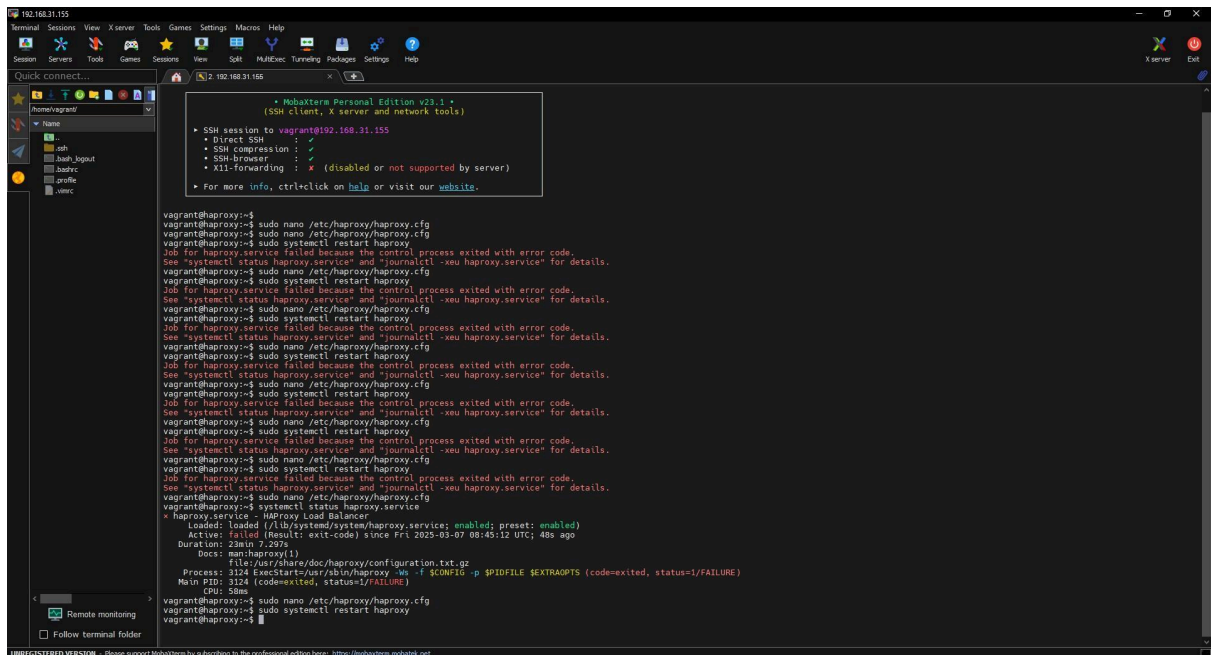 192.168.31.155
Terminal Sessions View X server Tools Games Settings Macros Help
Session Servers Tools Games Sessions View Split MultiExec Tunneling Packages Settings Help X server Exit
Quick connect...
2. 192.168.31.155
/home/vagrant/
Name
..
.ssh
.bash_logout
.bashrc
.profile
.vimrc
• MobaXterm Personal Edition v23.1 •
(SSH client, X server and network tools)
▸ SSH session to vagrant@192.168.31.155
• Direct SSH : ✔
• SSH compression : ✔
• SSH-browser : ✔
• X11-forwarding : ✘ (disabled or not supported by server)
▸ For more info, ctrl+click on help or visit our website.
vagrant@haproxy:~$
vagrant@haproxy:~$ sudo nano /etc/haproxy/haproxy.cfg
vagrant@haproxy:~$ sudo nano /etc/haproxy/haproxy.cfg
vagrant@haproxy:~$ sudo systemctl restart haproxy
Job for haproxy.service failed because the control process exited with error code.
See "systemctl status haproxy.service" and "journalctl -xeu haproxy.service" for details.
vagrant@haproxy:~$ sudo nano /etc/haproxy/haproxy.cfg
vagrant@haproxy:~$ sudo systemctl restart haproxy
Job for haproxy.service failed because the control process exited with error code.
See "systemctl status haproxy.service" and "journalctl -xeu haproxy.service" for details.
vagrant@haproxy:~$ sudo nano /etc/haproxy/haproxy.cfg
vagrant@haproxy:~$ sudo systemctl restart haproxy
Job for haproxy.service failed because the control process exited with error code.
See "systemctl status haproxy.service" and "journalctl -xeu haproxy.service" for details.
vagrant@haproxy:~$ sudo nano /etc/haproxy/haproxy.cfg
vagrant@haproxy:~$ sudo systemctl restart haproxy
Job for haproxy.service failed because the control process exited with error code.
See "systemctl status haproxy.service" and "journalctl -xeu haproxy.service" for details.
vagrant@haproxy:~$ sudo nano /etc/haproxy/haproxy.cfg
vagrant@haproxy:~$ sudo systemctl restart haproxy
Job for haproxy.service failed because the control process exited with error code.
See "systemctl status haproxy.service" and "journalctl -xeu haproxy.service" for details.
vagrant@haproxy:~$ sudo nano /etc/haproxy/haproxy.cfg
vagrant@haproxy:~$ sudo systemctl restart haproxy
Job for haproxy.service failed because the control process exited with error code.
See "systemctl status haproxy.service" and "journalctl -xeu haproxy.service" for details.
vagrant@haproxy:~$ sudo nano /etc/haproxy/haproxy.cfg
vagrant@haproxy:~$ sudo systemctl restart haproxy
Job for haproxy.service failed because the control process exited with error code.
See "systemctl status haproxy.service" and "journalctl -xeu haproxy.service" for details.
vagrant@haproxy:~$ sudo nano /etc/haproxy/haproxy.cfg
vagrant@haproxy:~$ systemctl status haproxy.service
× haproxy.service - HAProxy Load Balancer
Loaded: loaded (/lib/systemd/system/haproxy.service; enabled; preset: enabled)
Active: failed (Result: exit-code) since Fri 2025-03-07 08:45:12 UTC; 48s ago
Duration: 23min 7.297s
Docs: man:haproxy(1)
file:/usr/share/doc/haproxy/configuration.txt.gz
Process: 3124 ExecStart=/usr/sbin/haproxy -Ws -f $CONFIG -p $PIDFILE $EXTRAOPTS (code=exited, status=1/FAILURE)
Main PID: 3124 (code=exited, status=1/FAILURE)
CPU: 58ms
vagrant@haproxy:~$ sudo nano /etc/haproxy/haproxy.cfg
vagrant@haproxy:~$ sudo systemctl restart haproxy
vagrant@haproxy:~$
Remote monitoring
Follow terminal folder
UNREGISTERED VERSION - Please support MobaXterm by subscribing to the professional edition here: https://mobaxterm.mobatek.net